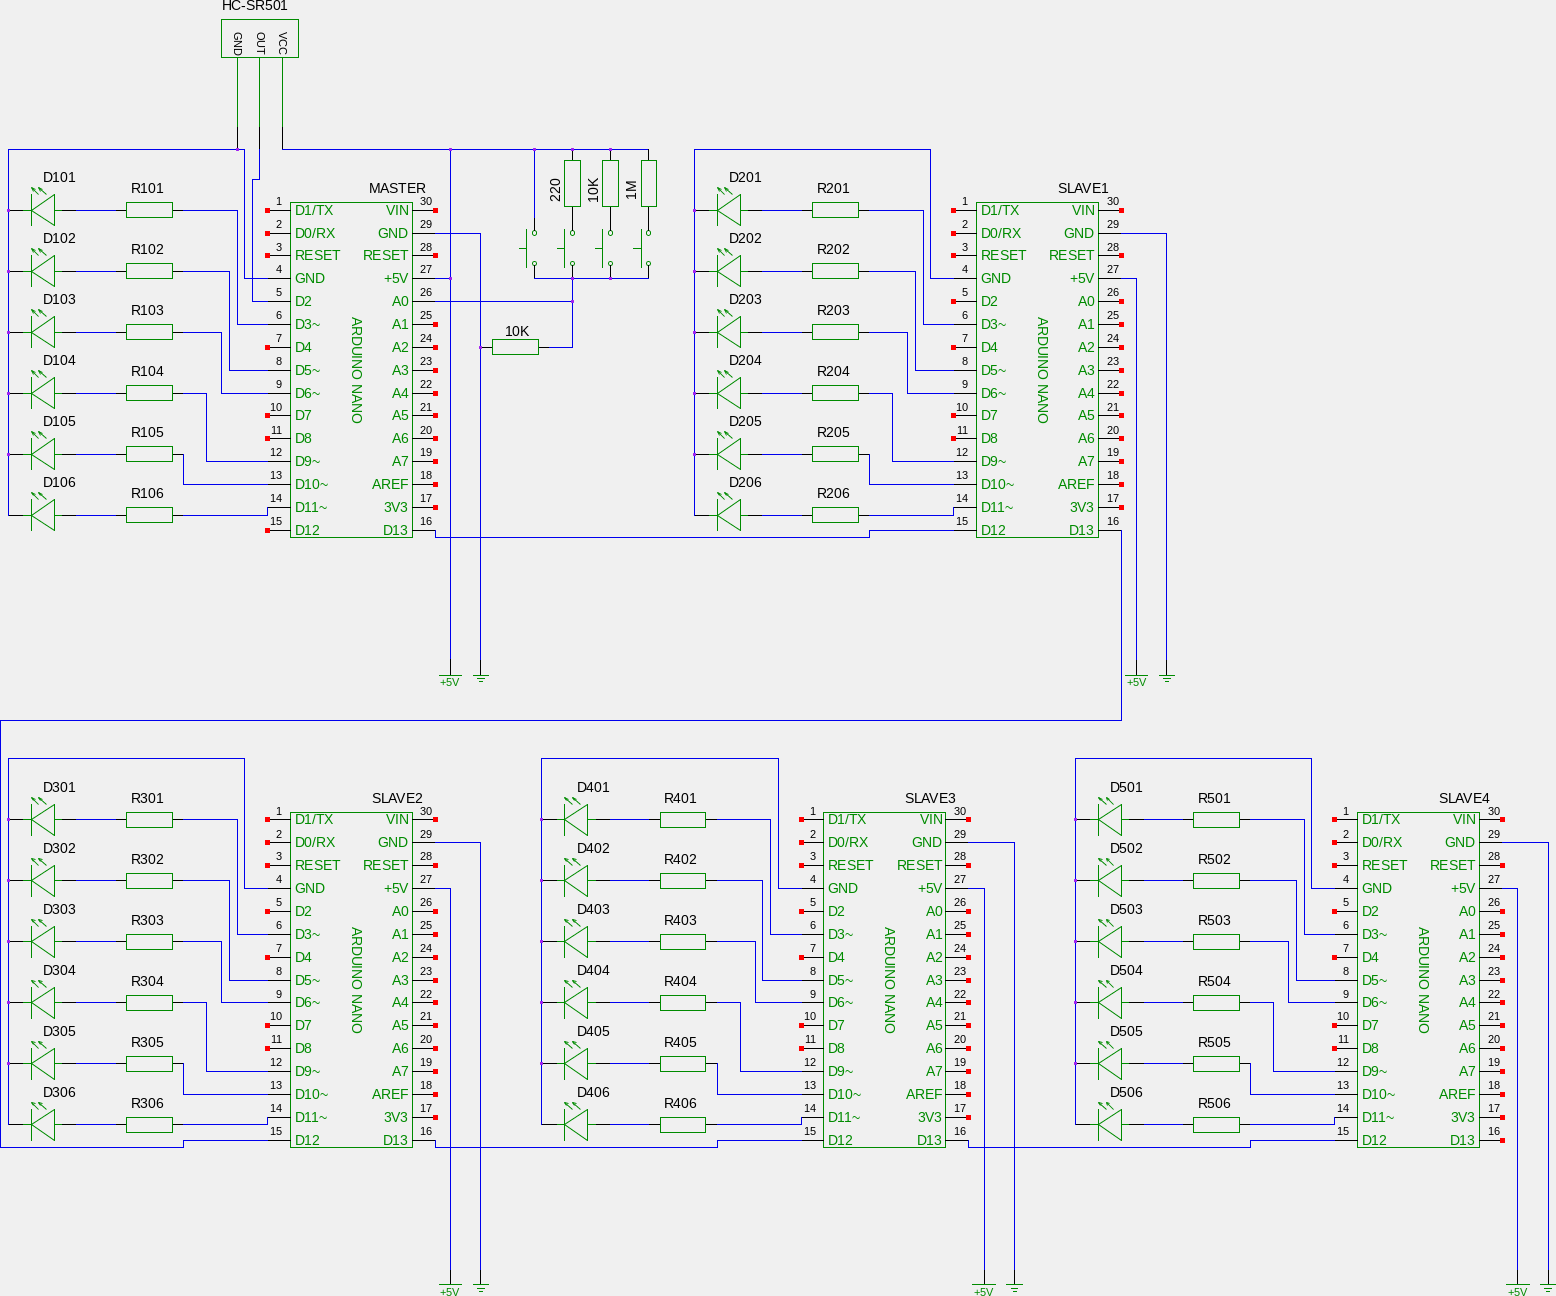 HC-SR501
GND OUT VCC
MASTER
D101 R101
D102 R102
D103 R103
D104 R104
D105 R105
D106 R106
1 D1/TX VIN 30
2 D0/RX GND 29
3 RESET RESET 28
4 GND +5V 27
5 D2 A0 26
6 D3~ A1 25
7 D4 A2 24
8 D5~ A3 23
9 D6~ A4 22
10 D7 A5 21
11 D8 A6 20
12 D9~ A7 19
13 D10~ AREF 18
14 D11~ 3V3 17
15 D12 D13 16
ARDUINO NANO
220 10K 1M
10K
+5V
SLAVE1
D201 R201
D202 R202
D203 R203
D204 R204
D205 R205
D206 R206
1 D1/TX VIN 30
2 D0/RX GND 29
3 RESET RESET 28
4 GND +5V 27
5 D2 A0 26
6 D3~ A1 25
7 D4 A2 24
8 D5~ A3 23
9 D6~ A4 22
10 D7 A5 21
11 D8 A6 20
12 D9~ A7 19
13 D10~ AREF 18
14 D11~ 3V3 17
15 D12 D13 16
ARDUINO NANO
+5V
SLAVE2
D301 R301
D302 R302
D303 R303
D304 R304
D305 R305
D306 R306
1 D1/TX VIN 30
2 D0/RX GND 29
3 RESET RESET 28
4 GND +5V 27
5 D2 A0 26
6 D3~ A1 25
7 D4 A2 24
8 D5~ A3 23
9 D6~ A4 22
10 D7 A5 21
11 D8 A6 20
12 D9~ A7 19
13 D10~ AREF 18
14 D11~ 3V3 17
15 D12 D13 16
ARDUINO NANO
+5V
SLAVE3
D401 R401
D402 R402
D403 R403
D404 R404
D405 R405
D406 R406
1 D1/TX VIN 30
2 D0/RX GND 29
3 RESET RESET 28
4 GND +5V 27
5 D2 A0 26
6 D3~ A1 25
7 D4 A2 24
8 D5~ A3 23
9 D6~ A4 22
10 D7 A5 21
11 D8 A6 20
12 D9~ A7 19
13 D10~ AREF 18
14 D11~ 3V3 17
15 D12 D13 16
ARDUINO NANO
+5V
SLAVE4
D501 R501
D502 R502
D503 R503
D504 R504
D505 R505
D506 R506
1 D1/TX VIN 30
2 D0/RX GND 29
3 RESET RESET 28
4 GND +5V 27
5 D2 A0 26
6 D3~ A1 25
7 D4 A2 24
8 D5~ A3 23
9 D6~ A4 22
10 D7 A5 21
11 D8 A6 20
12 D9~ A7 19
13 D10~ AREF 18
14 D11~ 3V3 17
15 D12 D13 16
ARDUINO NANO
+5V